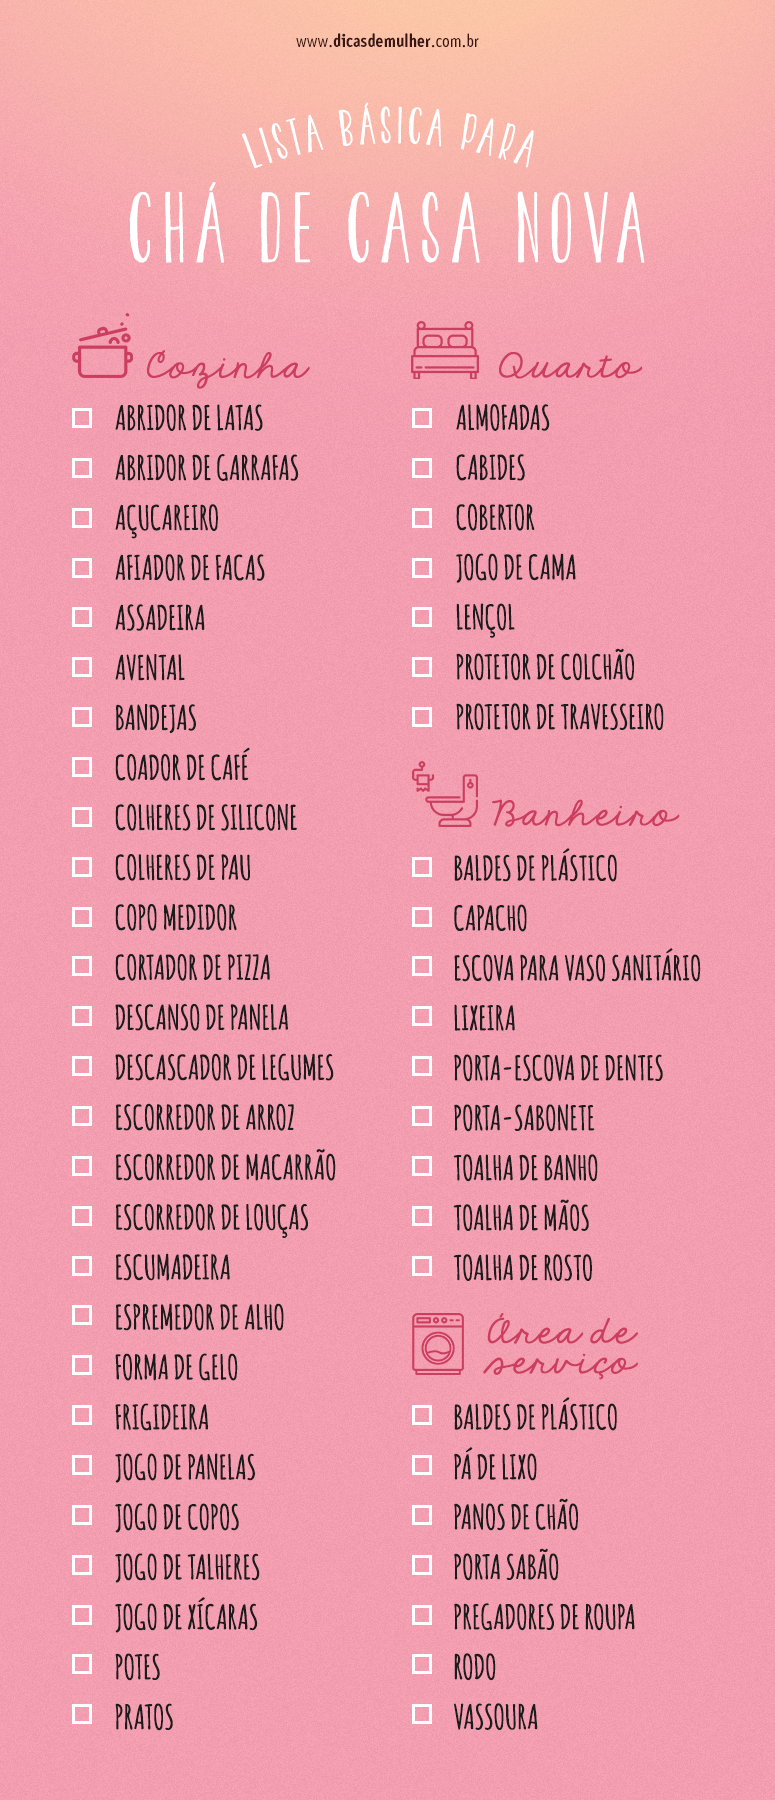 www.dicasdemulher.com.br
LISTA BÁSICA PARA
CHÁ DE CASA NOVA
Cozinha
ABRIDOR DE LATAS
ABRIDOR DE GARRAFAS
AÇUCAREIRO
AFIADOR DE FACAS
ASSADEIRA
AVENTAL
BANDEJAS
COADOR DE CAFÉ
COLHERES DE SILICONE
COLHERES DE PAU
COPO MEDIDOR
CORTADOR DE PIZZA
DESCANSO DE PANELA
DESCASCADOR DE LEGUMES
ESCORREDOR DE ARROZ
ESCORREDOR DE MACARRÃO
ESCORREDOR DE LOUÇAS
ESCUMADEIRA
ESPREMEDOR DE ALHO
FORMA DE GELO
FRIGIDEIRA
JOGO DE PANELAS
JOGO DE COPOS
JOGO DE TALHERES
JOGO DE XÍCARAS
POTES
PRATOS
Quarto
ALMOFADAS
CABIDES
COBERTOR
JOGO DE CAMA
LENÇOL
PROTETOR DE COLCHÃO
PROTETOR DE TRAVESSEIRO
Banheiro
BALDES DE PLÁSTICO
CAPACHO
ESCOVA PARA VASO SANITÁRIO
LIXEIRA
PORTA-ESCOVA DE DENTES
PORTA-SABONETE
TOALHA DE BANHO
TOALHA DE MÃOS
TOALHA DE ROSTO
Área de
serviço
BALDES DE PLÁSTICO
PÁ DE LIXO
PANOS DE CHÃO
PORTA SABÃO
PREGADORES DE ROUPA
RODO
VASSOURA